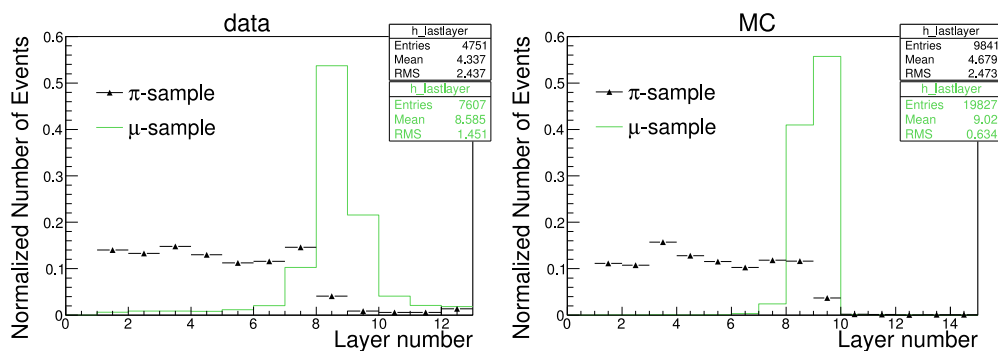 data
h_lastlayer
Entries 4751
Mean 4.337
RMS 2.437
h_lastlayer
Entries 7607
Mean 8.585
RMS 1.451
π-sample
μ-sample
Normalized Number of Events
0.6
0.5
0.4
0.3
0.2
0.1
0
0 2 4 6 8 10 12
Layer number
MC
h_lastlayer
Entries 9841
Mean 4.679
RMS 2.473
h_lastlayer
Entries 19827
Mean 9.02
RMS 0.634
π-sample
μ-sample
Normalized Number of Events
0.6
0.5
0.4
0.3
0.2
0.1
0
0 2 4 6 8 10 12 14
Layer number